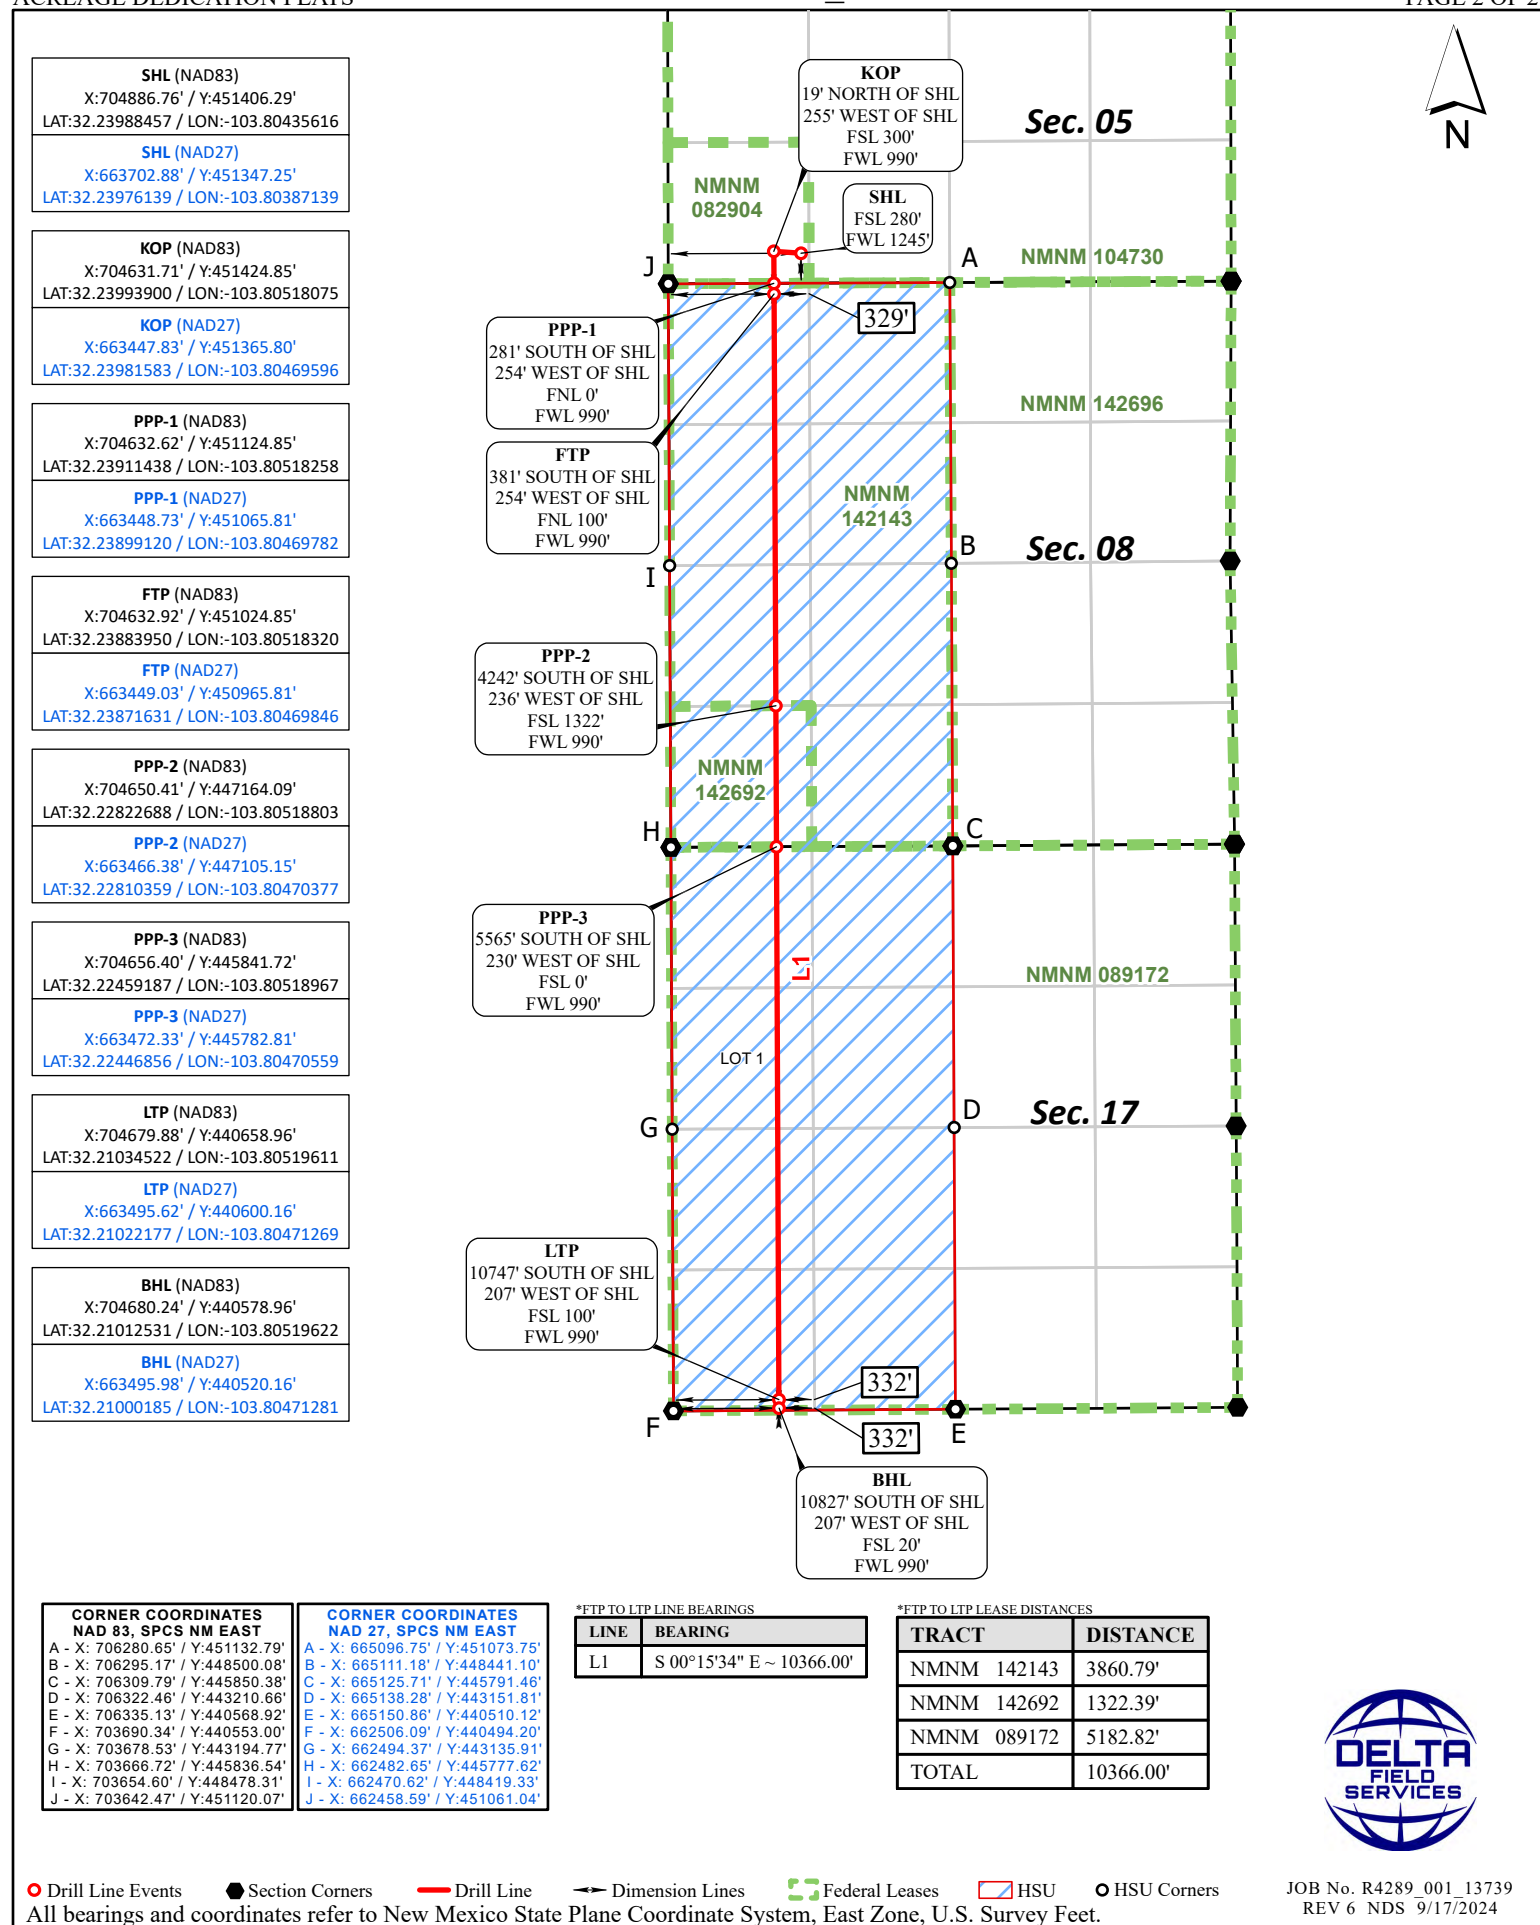 ACREAGE DEDICATION PLATS
PAGE 2 OF 2
SHL (NAD83)
X:704886.76' / Y:451406.29'
LAT:32.23988457 / LON:-103.80435616
SHL (NAD27)
X:663702.88' / Y:451347.25'
LAT:32.23976139 / LON:-103.80387139
KOP (NAD83)
X:704631.71' / Y:451424.85'
LAT:32.23993900 / LON:-103.80518075
KOP (NAD27)
X:663447.83' / Y:451365.80'
LAT:32.23981583 / LON:-103.80469596
PPP-1 (NAD83)
X:704632.62' / Y:451124.85'
LAT:32.23911438 / LON:-103.80518258
PPP-1 (NAD27)
X:663448.73' / Y:451065.81'
LAT:32.23899120 / LON:-103.80469782
FTP (NAD83)
X:704632.92' / Y:451024.85'
LAT:32.23883950 / LON:-103.80518320
FTP (NAD27)
X:663449.03' / Y:450965.81'
LAT:32.23871631 / LON:-103.80469846
PPP-2 (NAD83)
X:704650.41' / Y:447164.09'
LAT:32.22822688 / LON:-103.80518803
PPP-2 (NAD27)
X:663466.38' / Y:447105.15'
LAT:32.22810359 / LON:-103.80470377
PPP-3 (NAD83)
X:704656.40' / Y:445841.72'
LAT:32.22459187 / LON:-103.80518967
PPP-3 (NAD27)
X:663472.33' / Y:445782.81'
LAT:32.22446856 / LON:-103.80470559
LTP (NAD83)
X:704679.88' / Y:440658.96'
LAT:32.21034522 / LON:-103.80519611
LTP (NAD27)
X:663495.62' / Y:440600.16'
LAT:32.21022177 / LON:-103.80471269
BHL (NAD83)
X:704680.24' / Y:440578.96'
LAT:32.21012531 / LON:-103.80519622
BHL (NAD27)
X:663495.98' / Y:440520.16'
LAT:32.21000185 / LON:-103.80471281
KOP
19' NORTH OF SHL
255' WEST OF SHL
FSL 300'
FWL 990'
Sec. 05
N
NMNM
082904
SHL
FSL 280'
FWL 1245'
J
A
NMNM 104730
329'
PPP-1
281' SOUTH OF SHL
254' WEST OF SHL
FNL 0'
FWL 990'
NMNM 142696
FTP
381' SOUTH OF SHL
254' WEST OF SHL
FNL 100'
FWL 990'
NMNM
142143
B
Sec. 08
I
PPP-2
4242' SOUTH OF SHL
236' WEST OF SHL
FSL 1322'
FWL 990'
NMNM
142692
H
C
PPP-3
5565' SOUTH OF SHL
230' WEST OF SHL
FSL 0'
FWL 990'
L1
NMNM 089172
LOT 1
G
D
Sec. 17
LTP
10747' SOUTH OF SHL
207' WEST OF SHL
FSL 100'
FWL 990'
332'
F
332'
E
BHL
10827' SOUTH OF SHL
207' WEST OF SHL
FSL 20'
FWL 990'
CORNER COORDINATES
NAD 83, SPCS NM EAST
A - X: 706280.65' / Y:451132.79'
B - X: 706295.17' / Y:448500.08'
C - X: 706309.79' / Y:445850.38'
D - X: 706322.46' / Y:443210.66'
E - X: 706335.13' / Y:440568.92'
F - X: 703690.34' / Y:440553.00'
G - X: 703678.53' / Y:443194.77'
H - X: 703666.72' / Y:445836.54'
I - X: 703654.60' / Y:448478.31'
J - X: 703642.47' / Y:451120.07'
CORNER COORDINATES
NAD 27, SPCS NM EAST
A - X: 665096.75' / Y:451073.75'
B - X: 665111.18' / Y:448441.10'
C - X: 665125.71' / Y:445791.46'
D - X: 665138.28' / Y:443151.81'
E - X: 665150.86' / Y:440510.12'
F - X: 662506.09' / Y:440494.20'
G - X: 662494.37' / Y:443135.91'
H - X: 662482.65' / Y:445777.62'
I - X: 662470.62' / Y:448419.33'
J - X: 662458.59' / Y:451061.04'
*FTP TO LTP LINE BEARINGS
LINE BEARING
L1 S 00°15'34" E ~ 10366.00'
*FTP TO LTP LEASE DISTANCES
TRACT DISTANCE
NMNM 142143 3860.79'
NMNM 142692 1322.39'
NMNM 089172 5182.82'
TOTAL 10366.00'
DELTA
FIELD
SERVICES
Drill Line Events Section Corners Drill Line Dimension Lines Federal Leases HSU HSU Corners
All bearings and coordinates refer to New Mexico State Plane Coordinate System, East Zone, U.S. Survey Feet.
JOB No. R4289_001_13739
REV 6 NDS 9/17/2024